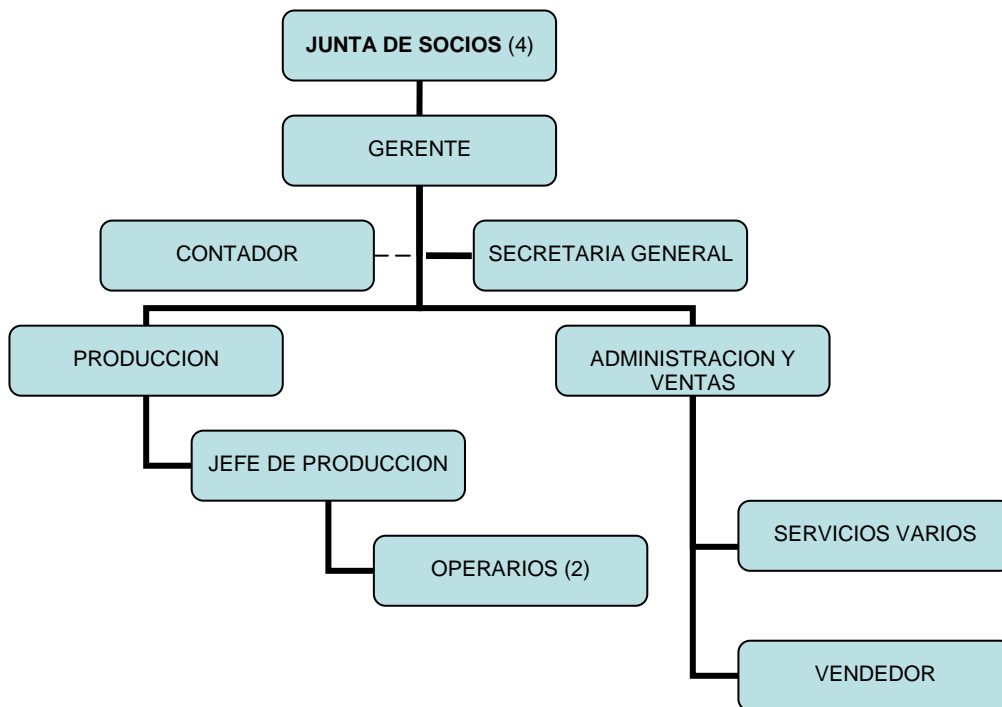 JUNTA DE SOCIOS (4)
GERENTE
CONTADOR
SECRETARIA GENERAL
PRODUCCION
ADMINISTRACION Y
VENTAS
JEFE DE PRODUCCION
SERVICIOS VARIOS
OPERARIOS (2)
VENDEDOR